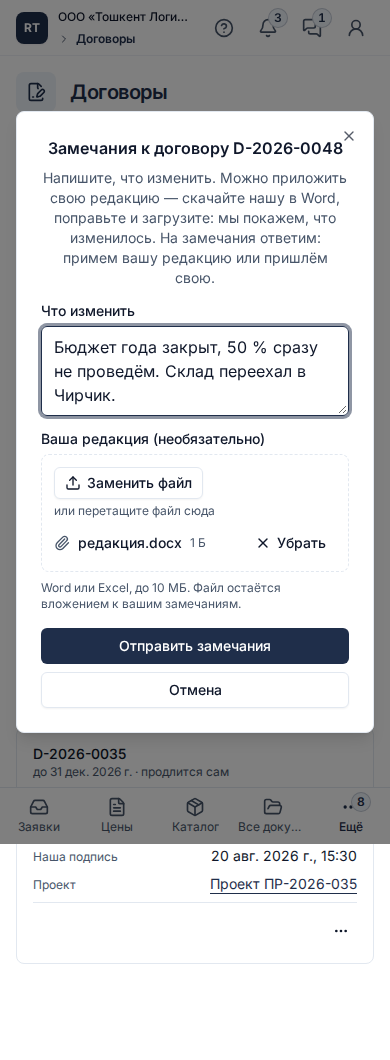 RT
ООО «Тошкент Логи...
Договоры
3
1
Договоры
Замечания к договору D-2026-0048
Напишите, что изменить. Можно приложить
свою редакцию — скачайте нашу в Word,
поправьте и загрузите: мы покажем, что
изменилось. На замечания ответим:
примем вашу редакцию или пришлём
свою.
Что изменить
Бюджет года закрыт, 50 % сразу
не проведём. Склад переехал в
Чирчик.
Ваша редакция (необязательно)
Заменить файл
или перетащите файл сюда
редакция.docx 1 Б
Убрать
Word или Excel, до 10 МБ. Файл остаётся
вложением к вашим замечаниям.
Отправить замечания
Отмена
D-2026-0035
до 31 дек. 2026 г. · продлится сам
Заявки
Цены
Каталог
Все доку...
8
Ещё
Наша подпись 20 авг. 2026 г., 15:30
Проект Проект ПР-2026-035